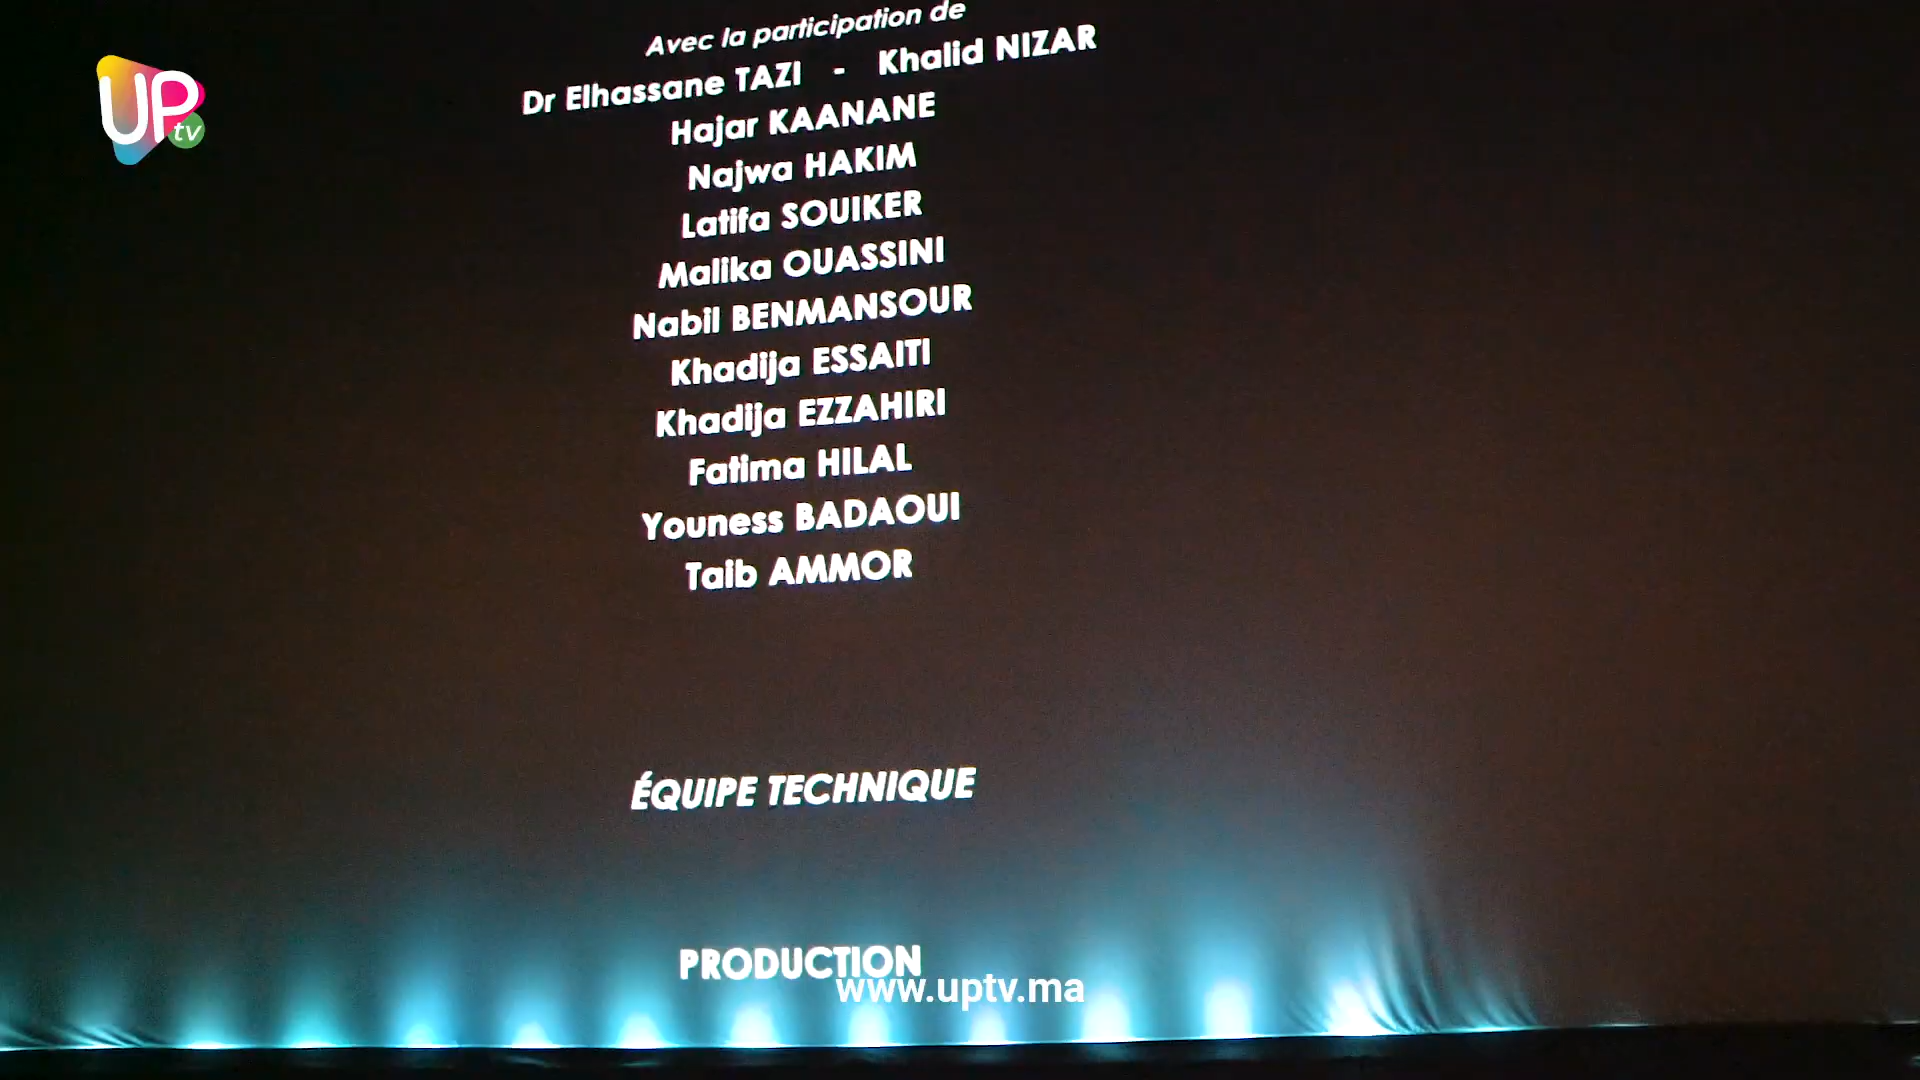 UP
tv
Avec la participation de
Dr Elhassane TAZI - Khalid NIZAR
Hajar KAANANE
Najwa HAKIM
Latifa SOUIKER
Malika OUASSINI
Nabil BENMANSOUR
Khadija ESSAITI
Khadija EZZAHIRI
Fatima HILAL
Youness BADAOUI
Taib AMMOR
ÉQUIPE TECHNIQUE
PRODUCTION
www.uptv.ma